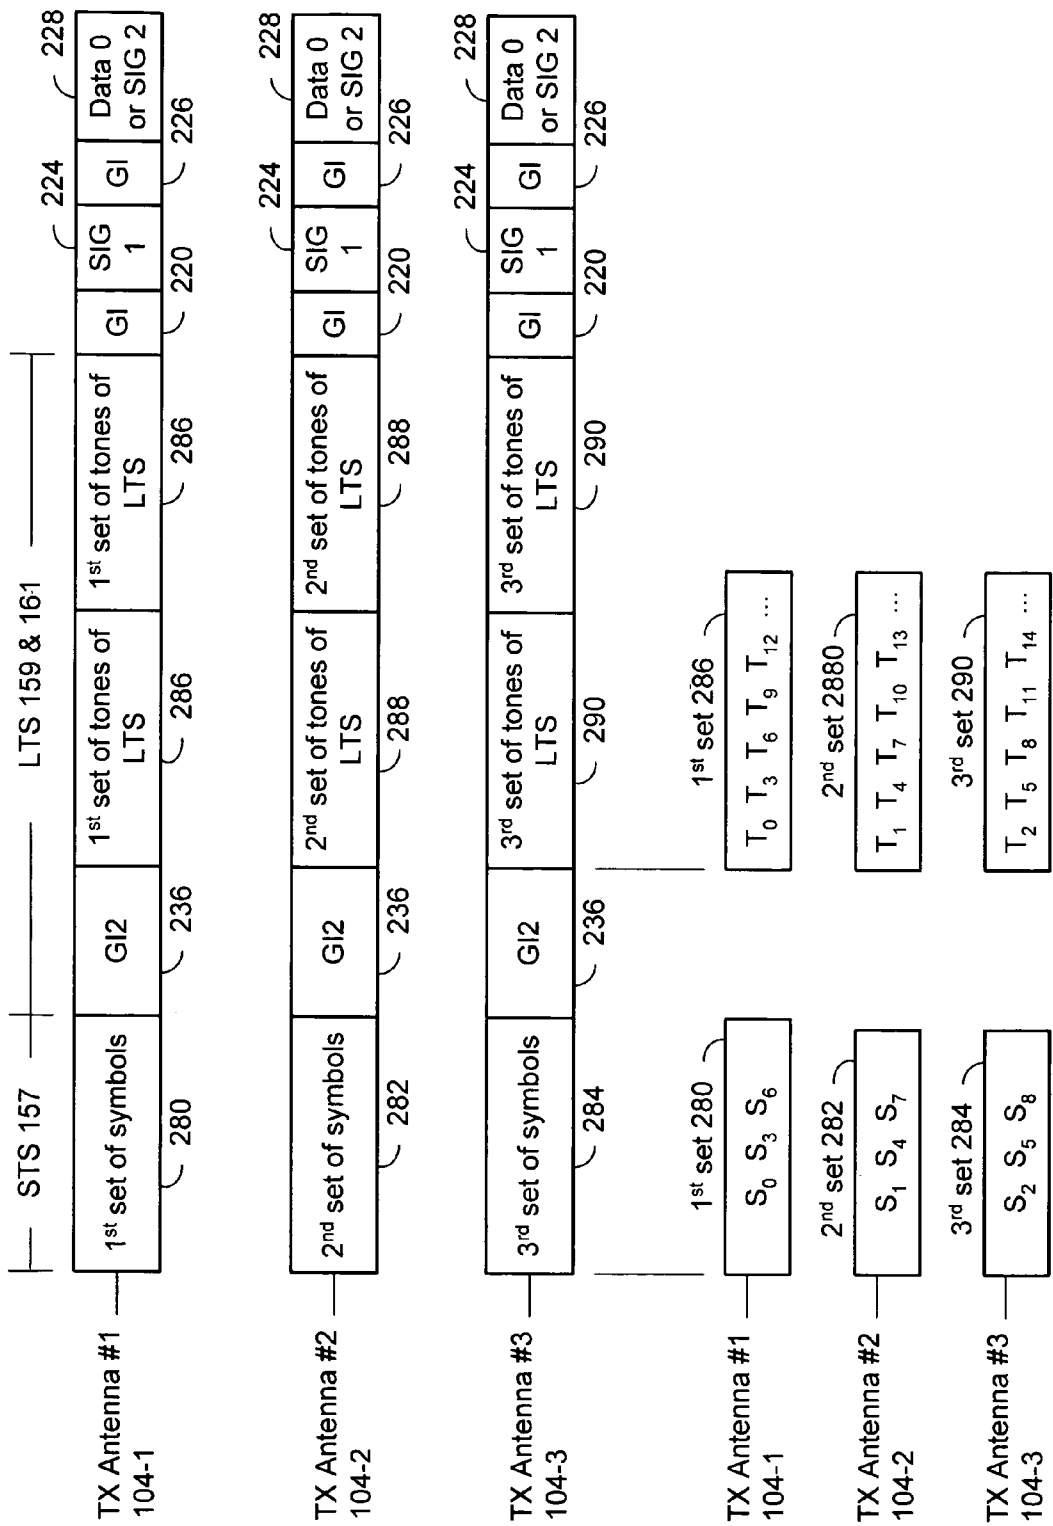 STS 157
LTS 159 & 161
TX Antenna #1
104-1
1st set of symbols
GI2
1st set of tones of
LTS
1st set of tones of
LTS
GI
SIG
1
GI
Data 0
or SIG 2
280
236
286
286
220
224
226
228
TX Antenna #2
104-2
2nd set of symbols
GI2
2nd set of tones of
LTS
2nd set of tones of
LTS
GI
SIG
1
GI
Data 0
or SIG 2
282
236
288
288
220
224
226
228
TX Antenna #3
104-3
3rd set of symbols
GI2
3rd set of tones of
LTS
3rd set of tones of
LTS
GI
SIG
1
GI
Data 0
or SIG 2
284
236
290
290
220
224
226
228
TX Antenna #1
104-1
1st set 280
S0 S3 S6
1st set 286
T0 T3 T6 T9 T12 ...
TX Antenna #2
104-2
2nd set 282
S1 S4 S7
2nd set 2880
T1 T4 T7 T10 T13 ...
TX Antenna #3
104-3
3rd set 284
S2 S5 S8
3rd set 290
T2 T5 T8 T11 T14 ...